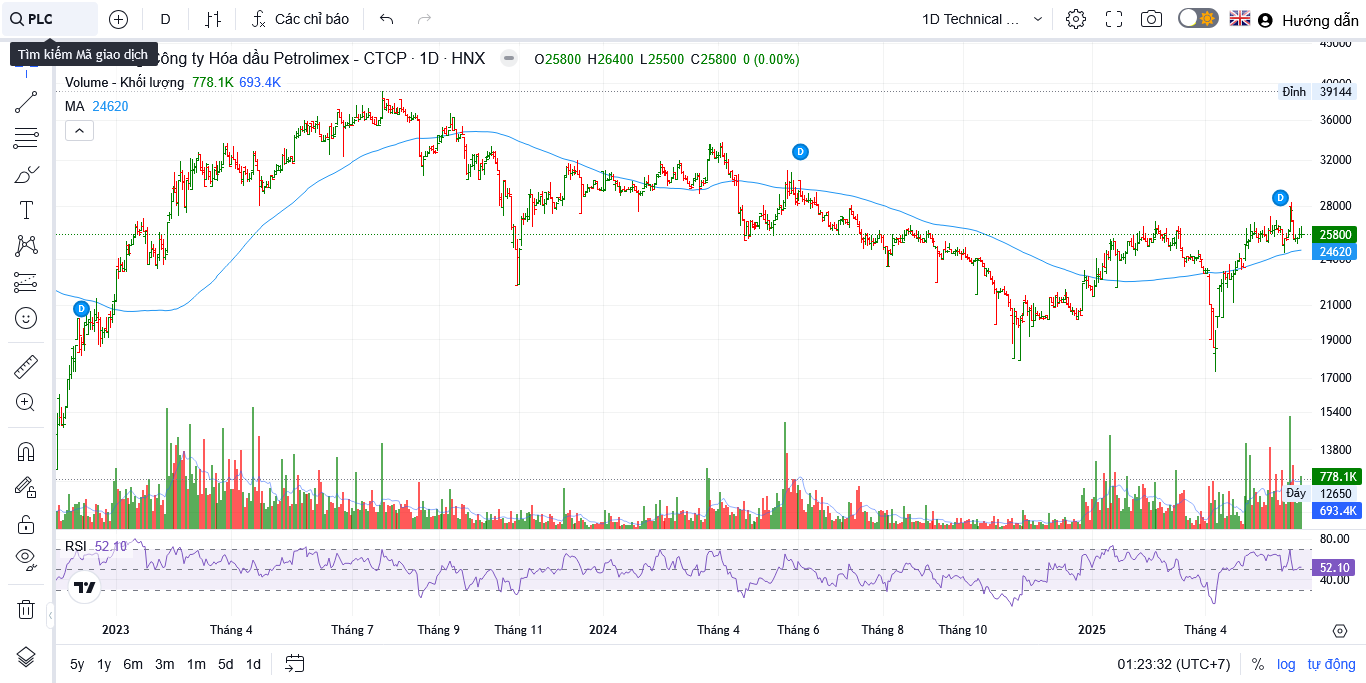 PLC
D
Các chỉ báo
1D Technical ...
Hướng dẫn
Tìm kiếm Mã giao dịch
Công ty Hóa dầu Petrolimex - CTCP · 1D · HNX
O25800 H26400 L25500 C25800 0 (0.00%)
Volume - Khối lượng 778.1K 693.4K
MA 24620
45000
40000
Đỉnh 39144
36000
32000
D
28000
D
25800
24620
24000
21000
D
19000
17000
15400
13800
778.1K
Đáy 12650
693.4K
RSI 52.10
80.00
52.10
40.00
2023 Tháng 4 Tháng 7 Tháng 9 Tháng 11 2024 Tháng 4 Tháng 6 Tháng 8 Tháng 10 2025 Tháng 4
5y 1y 6m 3m 1m 5d 1d
01:23:32 (UTC+7) % log tự động